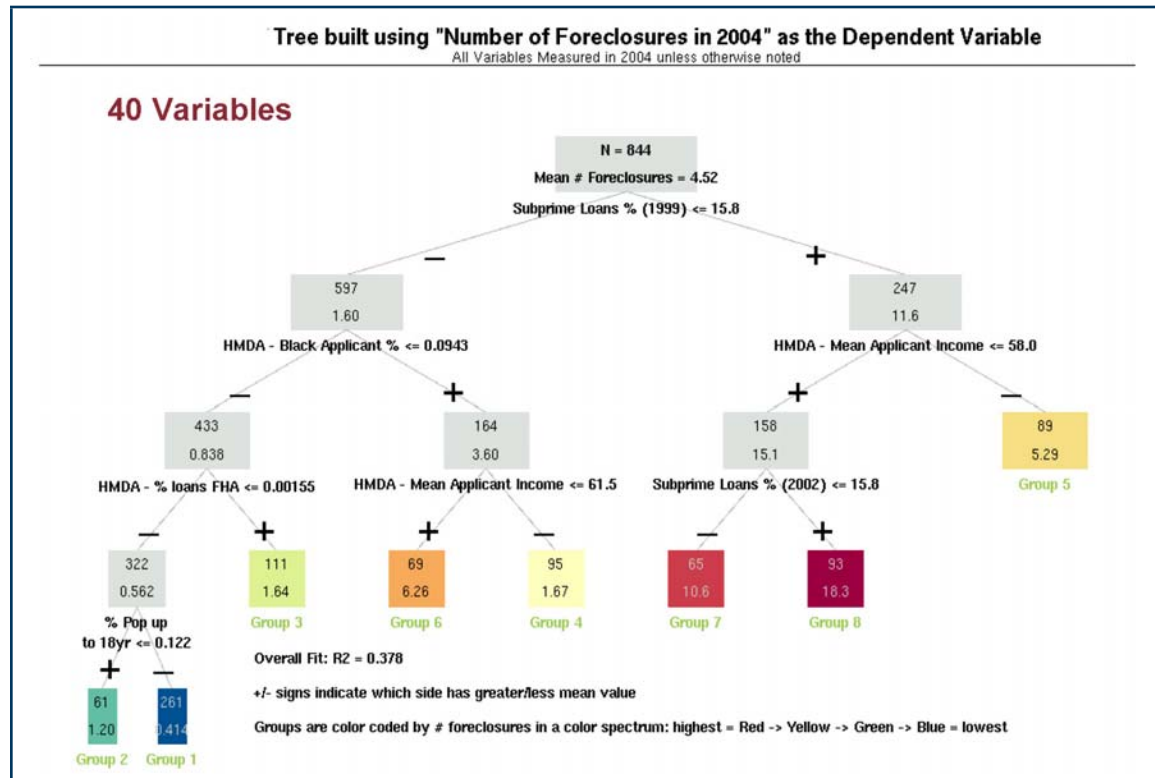 Tree built using "Number of Foreclosures in 2004" as the Dependent Variable
All Variables Measured in 2004 unless otherwise noted
40 Variables
N = 844
Mean # Foreclosures = 4.52
Subprime Loans % (1999) <= 15.8
−
+
597
1.60
247
11.6
HMDA - Black Applicant % <= 0.0943
HMDA - Mean Applicant Income <= 58.0
−
+
+
−
433
0.838
164
3.60
158
15.1
89
5.29
HMDA - % loans FHA <= 0.00155
HMDA - Mean Applicant Income <= 61.5
Subprime Loans % (2002) <= 15.8
Group 5
−
+
+
−
−
+
322
0.562
111
1.64
69
6.26
95
1.67
65
10.6
93
18.3
% Pop up
to 18yr <= 0.122
Group 3
Group 6
Group 4
Group 7
Group 8
+
−
61
1.20
261
0.414
Group 2
Group 1
Overall Fit: R2 = 0.378
+/- signs indicate which side has greater/less mean value
Groups are color coded by # foreclosures in a color spectrum: highest = Red -> Yellow -> Green -> Blue = lowest